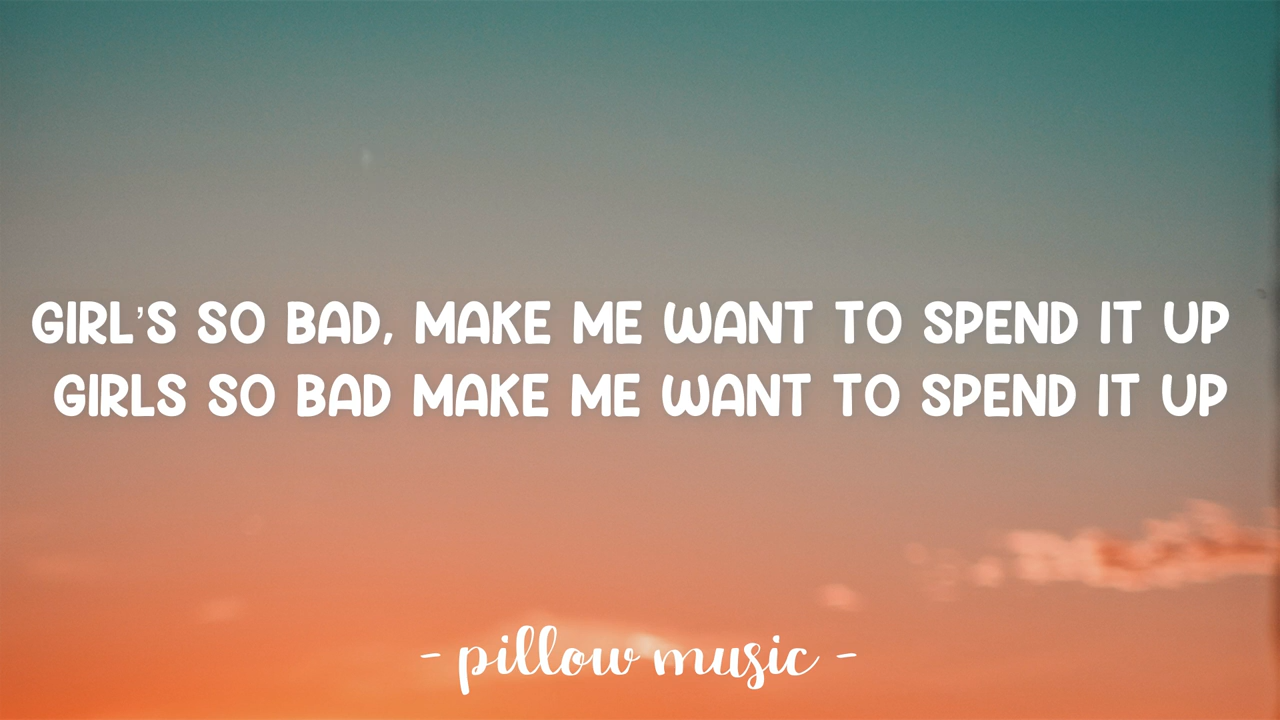 GIRL'S SO BAD, MAKE ME WANT TO SPEND IT UP
GIRLS SO BAD MAKE ME WANT TO SPEND IT UP
- pillow music -